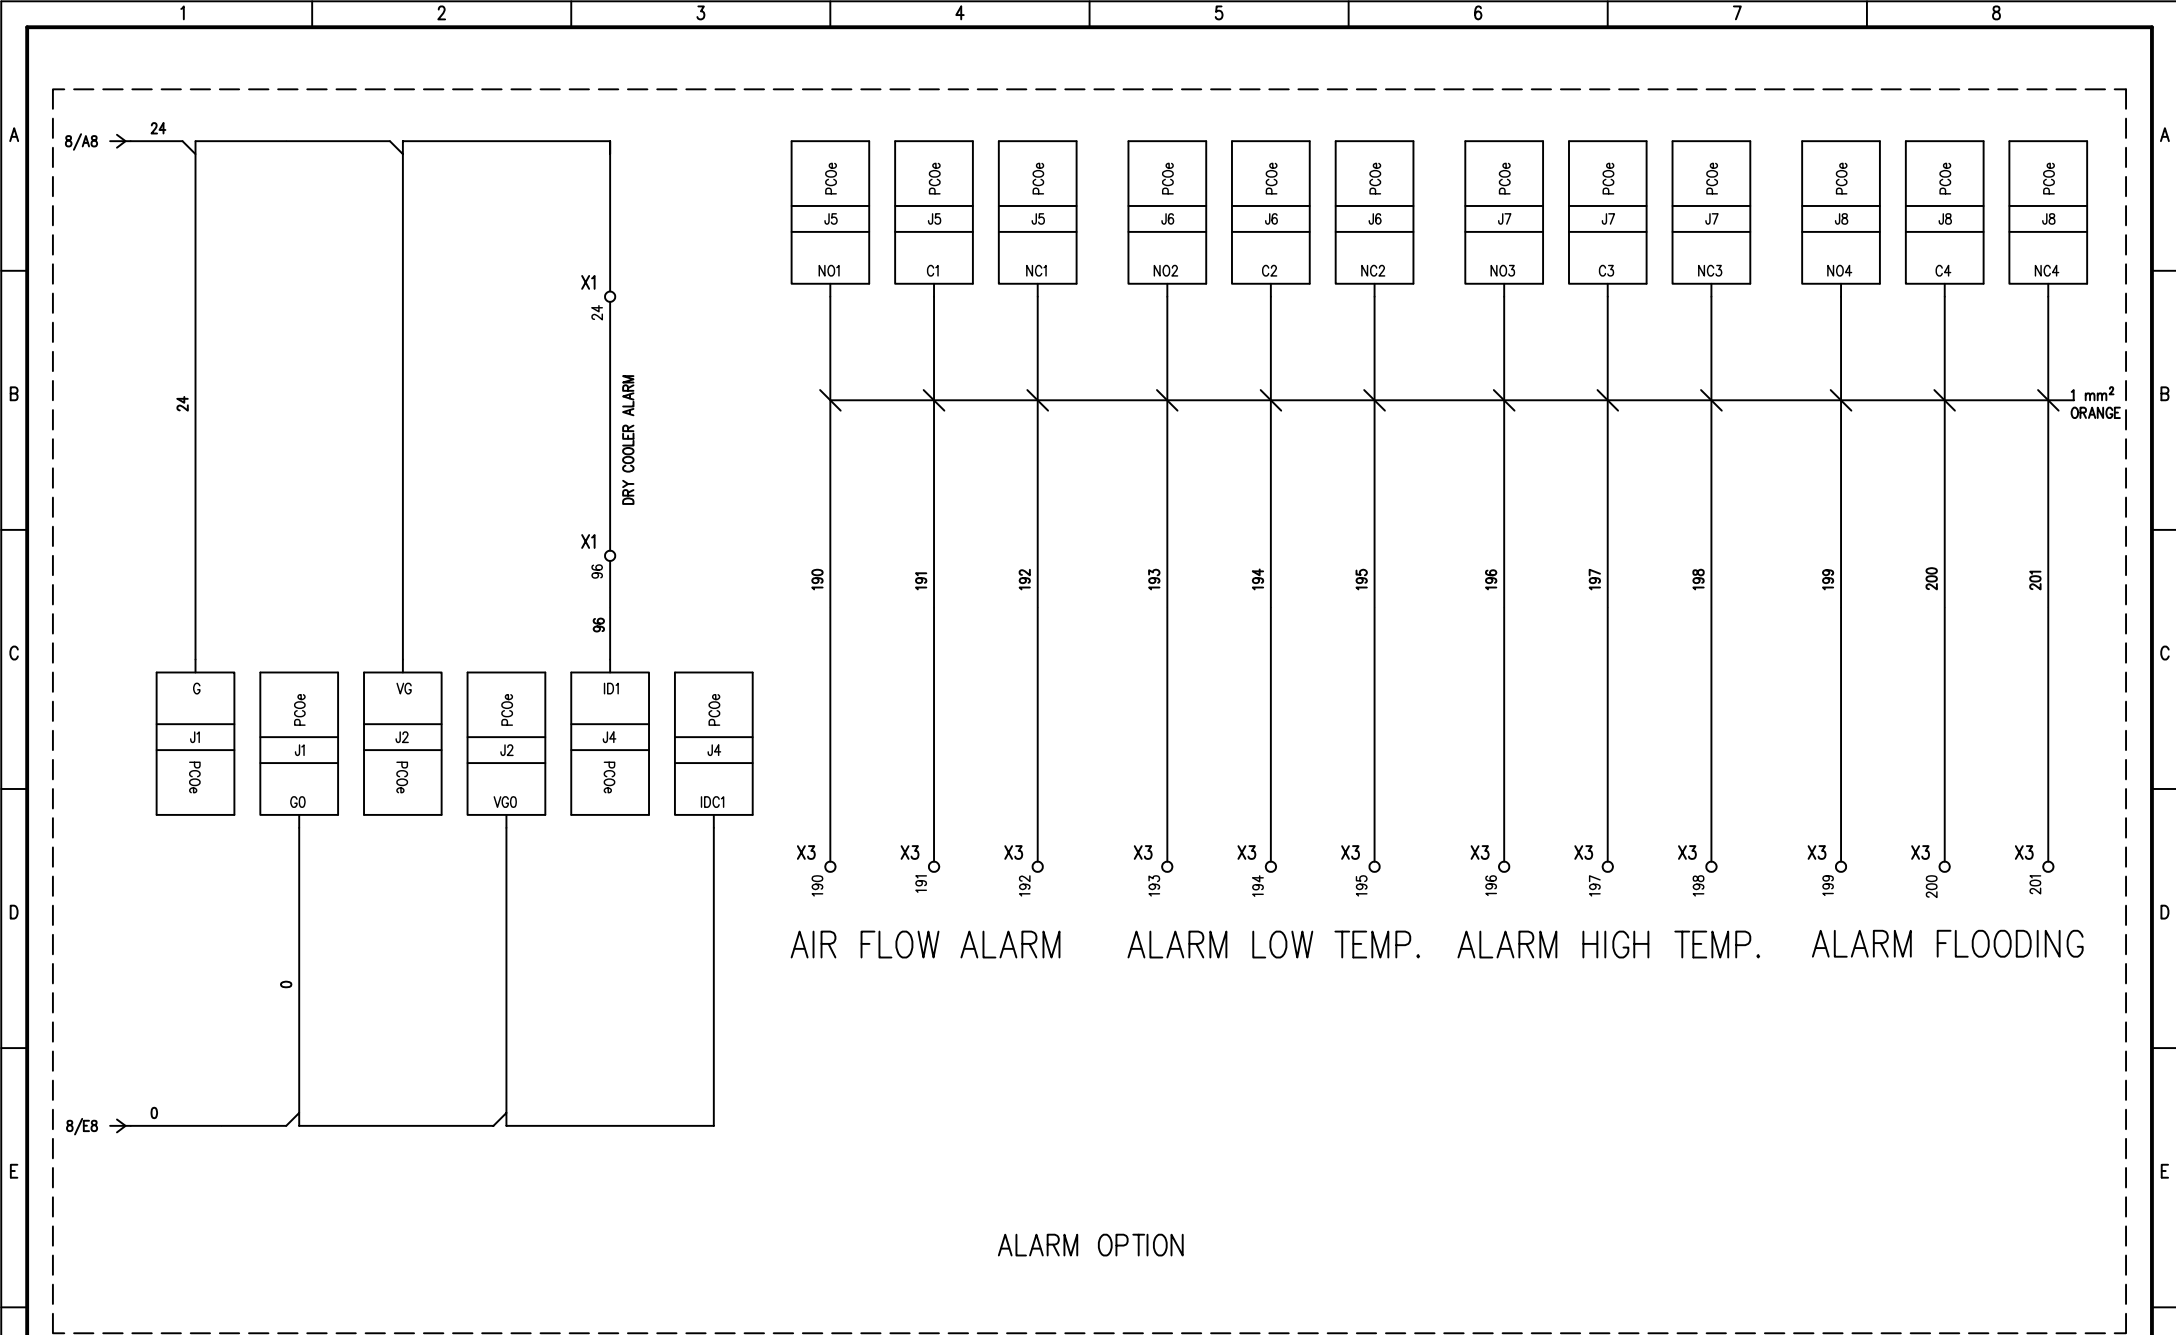 1 2 3 4 5 6 7 8
A A
8/A8 24
PCOe PCOe PCOe PCOe PCOe PCOe PCOe PCOe PCOe PCOe PCOe PCOe
J5 J5 J5 J6 J6 J6 J7 J7 J7 J8 J8 J8
NO1 C1 NC1 NO2 C2 NC2 NO3 C3 NC3 NO4 C4 NC4
X1
24
B B
24
DRY COOLER ALARM
1 mm²
ORANGE
X1
96
96
190 191 192 193 194 195 196 197 198 199 200 201
C C
G PCOe VG PCOe ID1 PCOe
J1 J1 J2 J2 J4 J4
PCOe G0 PCOe VG0 PCOe IDC1
X3 X3 X3 X3 X3 X3 X3 X3 X3 X3 X3 X3
190 191 192 193 194 195 196 197 198 199 200 201
D D
AIR FLOW ALARM ALARM LOW TEMP. ALARM HIGH TEMP. ALARM FLOODING
0
8/E8 0
E E
ALARM OPTION